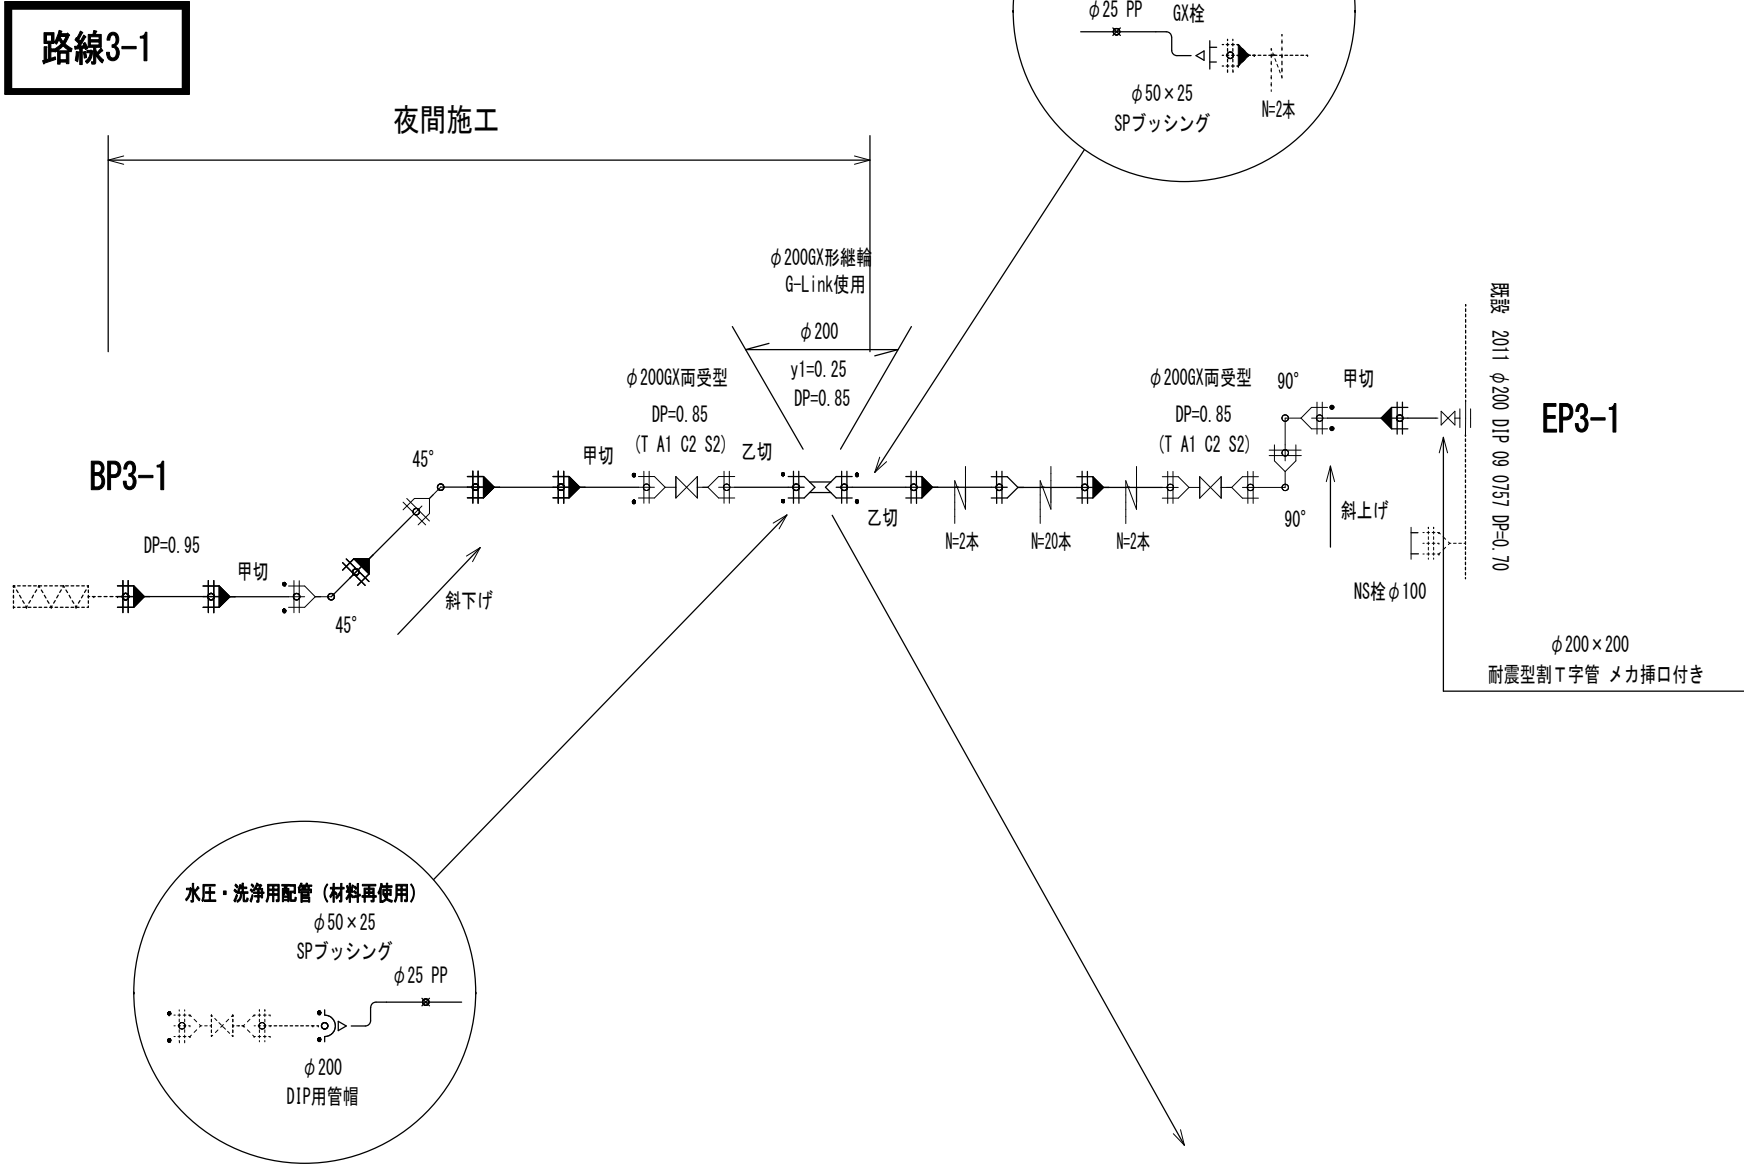 路線3-1
φ25 PP
GX栓
φ50×25
SPブッシング
N=2本
夜間施工
φ200GX形継輪
G-Link使用
φ200
y1=0.25
DP=0.85
φ200GX両受型
DP=0.85
(T A1 C2 S2)
φ200GX両受型
DP=0.85
(T A1 C2 S2)
90°
甲切
既設 2011 φ200 DIP 09 0757 DP=0.70
EP3-1
BP3-1
45°
甲切
乙切
乙切
N=2本
N=20本
N=2本
90°
斜上げ
DP=0.95
甲切
45°
斜下げ
NS栓φ100
φ200×200
耐震型割T字管 メカ挿口付き
水圧・洗浄用配管（材料再使用）
φ50×25
SPブッシング
φ25 PP
φ200
DIP用管帽